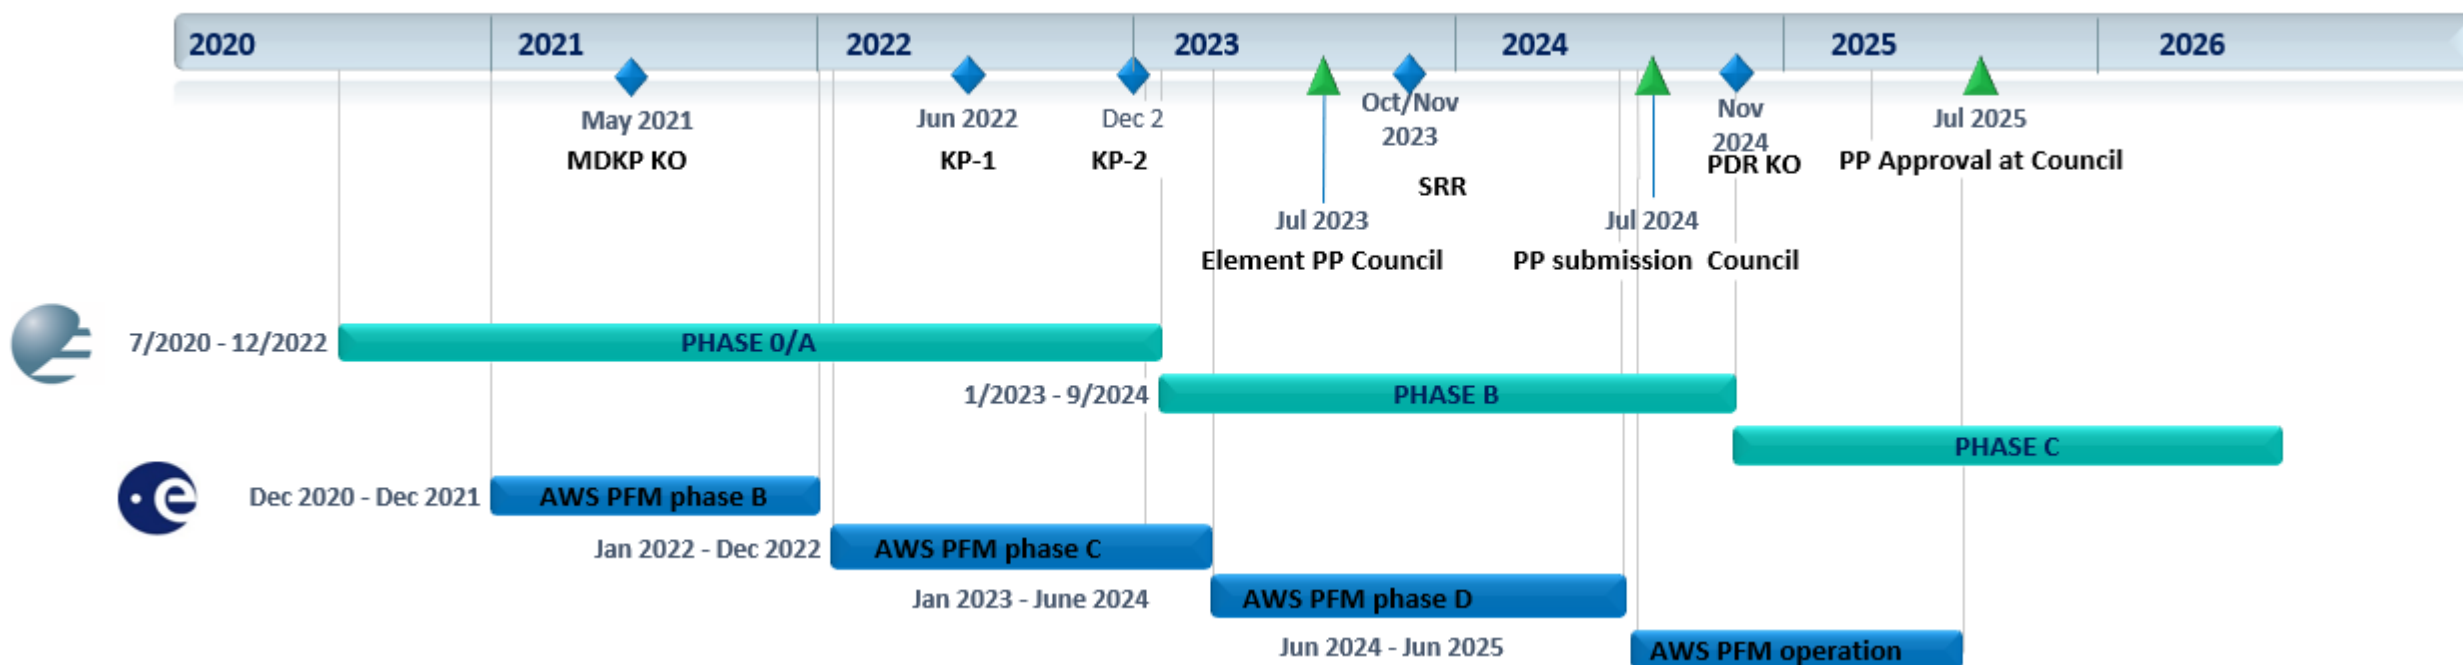 2020 2021 2022 2023 2024 2025 2026
May 2021
MDKP KO
Jun 2022
KP-1
Dec 2
KP-2
Jul 2023
Element PP Council
Oct/Nov
2023
SRR
Jul 2024
PP submission Council
Nov
2024
PDR KO
Jul 2025
PP Approval at Council
7/2020 - 12/2022
PHASE 0/A
1/2023 - 9/2024
PHASE B
PHASE C
e
Dec 2020 - Dec 2021
AWS PFM phase B
Jan 2022 - Dec 2022
AWS PFM phase C
Jan 2023 - June 2024
AWS PFM phase D
Jun 2024 - Jun 2025
AWS PFM operation